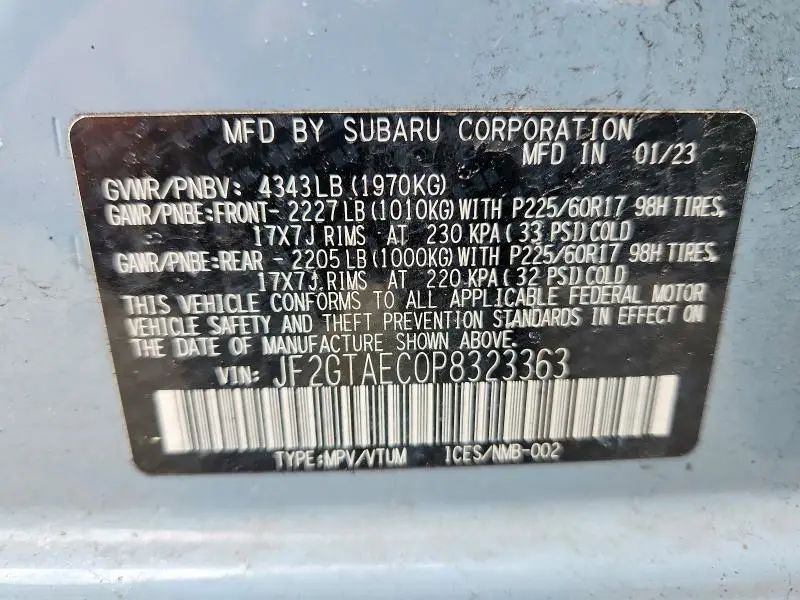 MFD BY SUBARU CORPORATION
MFD IN 01/23
GVWR/PNBV: 4343LB (1970KG)
GAWR/PNBE:FRONT- 2227LB (1010KG) WITH P225/60R17 98H TIRES,
17X7J RIMS AT 230 KPA (33 PSI) COLD
GAWR/PNBE:REAR - 2205LB (1000KG) WITH P225/60R17 98H TIRES,
17X7J RIMS AT 220 KPA (32 PSI) COLD
THIS VEHICLE CONFORMS TO ALL APPLICABLE FEDERAL MOTOR
VEHICLE SAFETY AND THEFT PREVENTION STANDARDS IN EFFECT ON
THE DATE OF MANUFACTURE SHOWN ABOVE.
VIN: JF2GTAEC0P8323363
TYPE:MPV/VTUM ICES/NMB-002